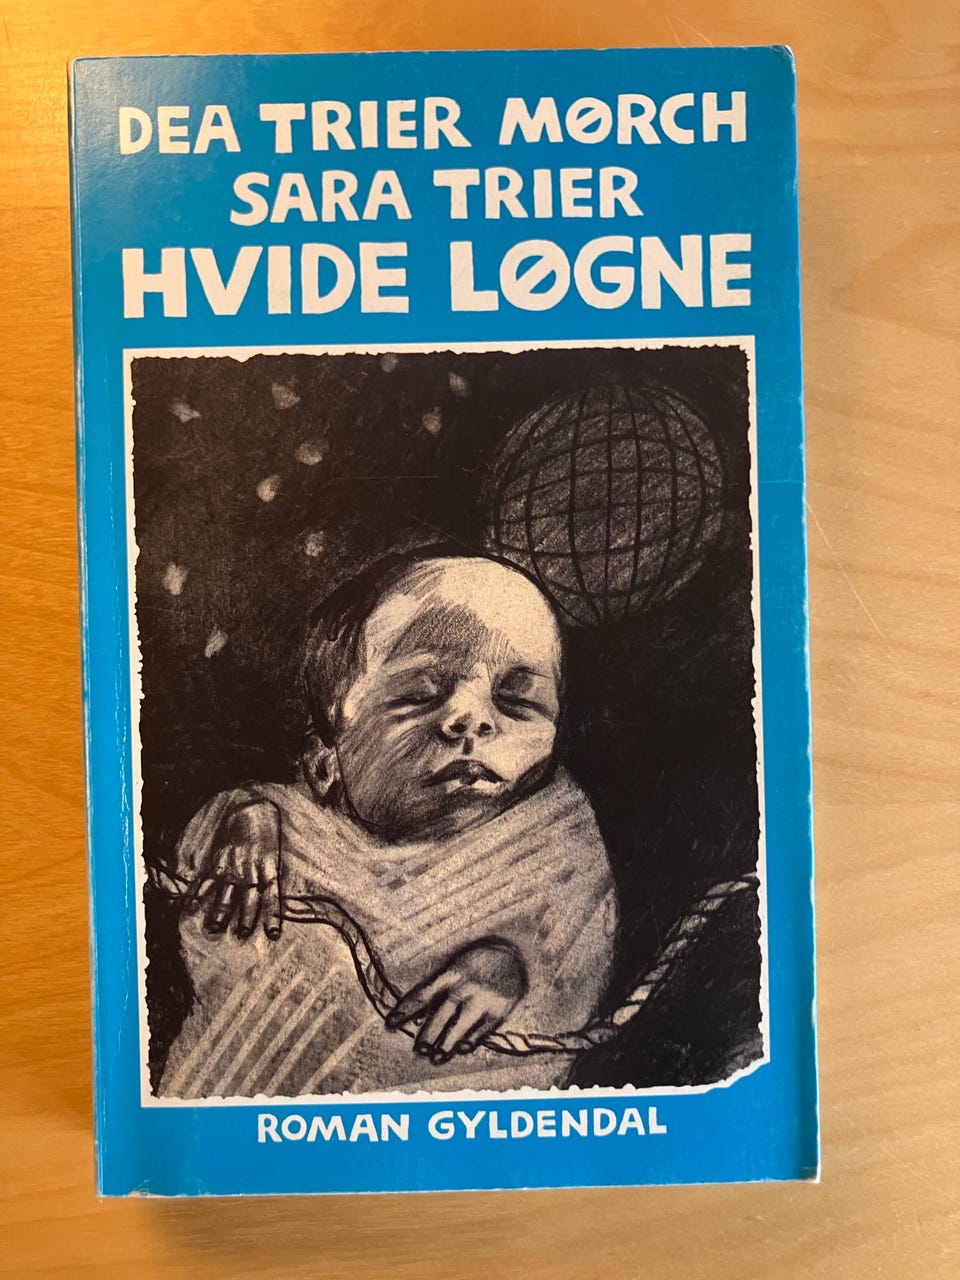 DEA TRIER MØRCH
SARA TRIER
HVIDE LØGNE
ROMAN GYLDENDAL